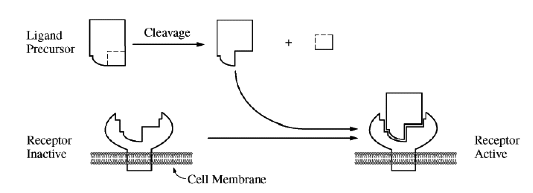 Ligand
Precursor
Cleavage
+
Receptor
Inactive
Receptor
Active
Cell Membrane